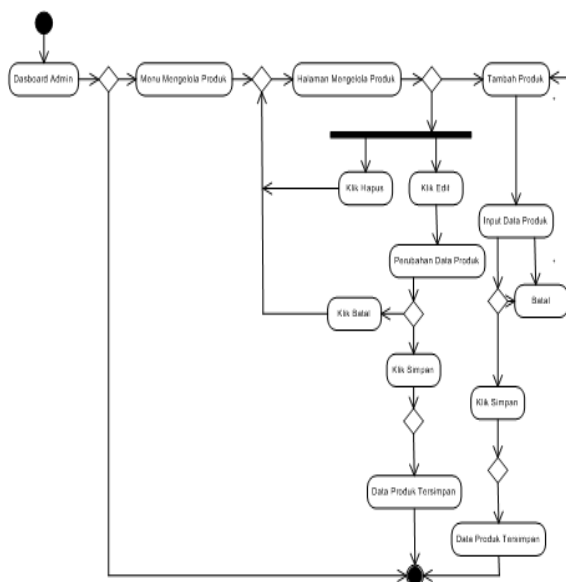 Dasboard Admin
Menu Mengelola Produk
Halaman Mengelola Produk
Tambah Produk
Klik Hapus
Klik Edil
Input Data Produk
Perubahan Data Produk
Klik Batal
Batal
Klik Simpan
Klik Simpan
Data Produk Tersimpan
Data Produk Tersimpan